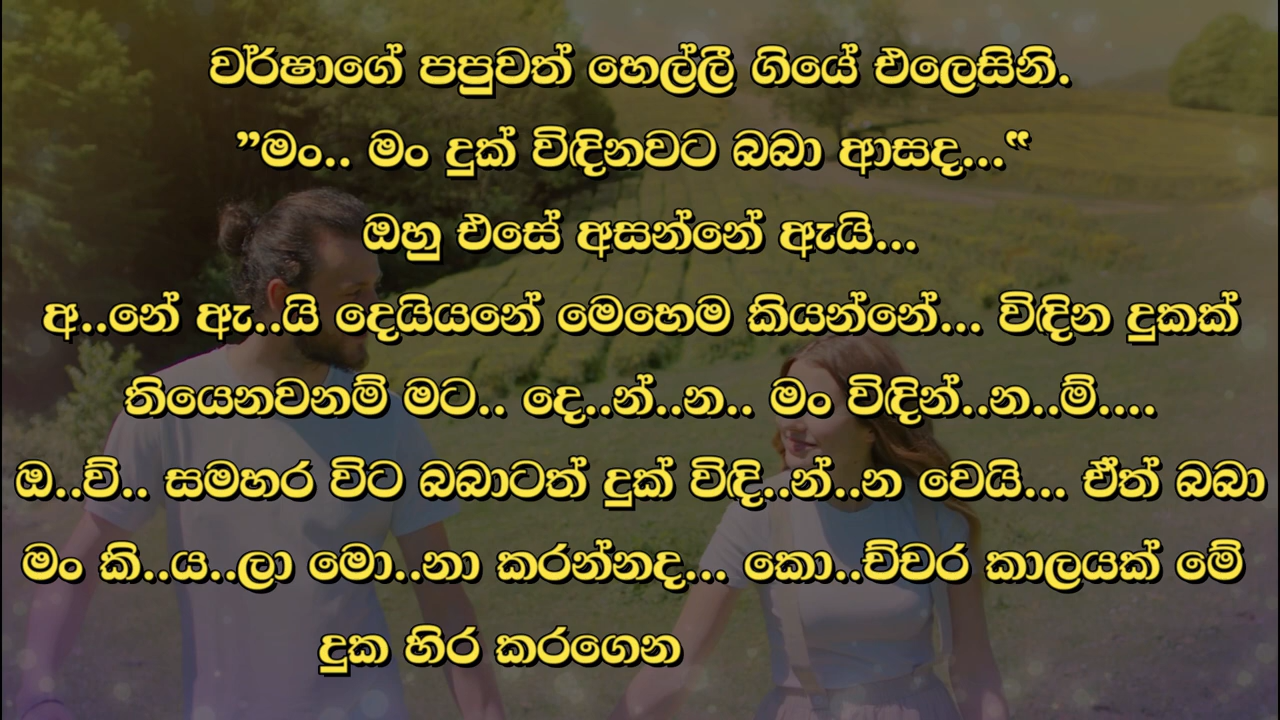 වර්ෂාගේ පපුවත් හෙල්ලී ගියේ එලෙසිනි.
”මං.. මං දුක් විඳිනවට බබා ආසද...“
ඔහු එසේ අසන්නේ ඇයි...
අ..නේ ඇ..යි දෙයියනේ මෙහෙම කියන්නේ... විඳින දුකක්
තියෙනවනම් මට.. දෙ..න්..න.. මං විඳින්..න..ම්....
ඔ..ව්.. සමහර විට බබාටත් දුක් විඳි..න්..න වෙයි... ඒත් බබා
මං කි..ය..ලා මො..නා කරන්නද... කො..ච්චර කාලයක් මේ
දුක හිර කරගෙන